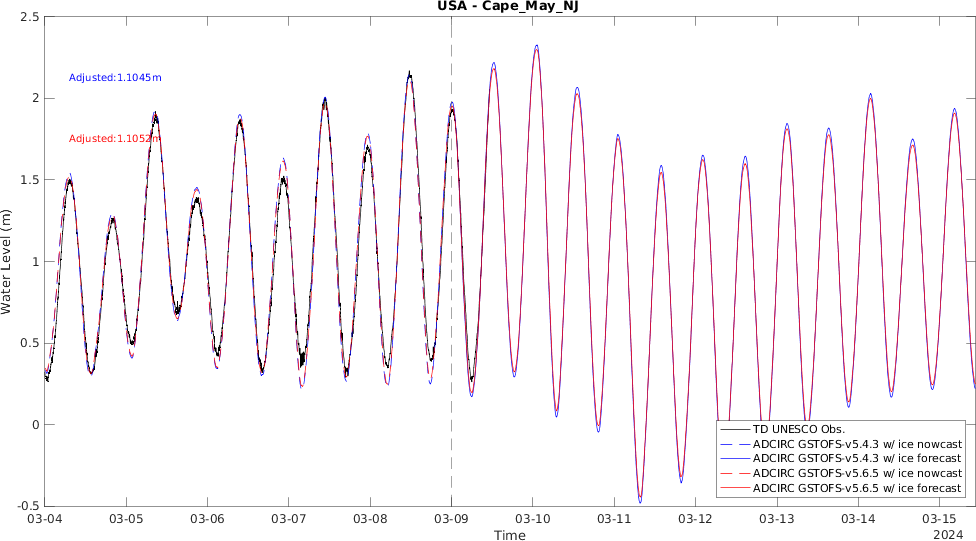 USA - Cape_May_NJ
2.5
2
1.5
1
0.5
0
-0.5
Water Level (m)
Adjusted:1.1045m
Adjusted:1.1052m
TD UNESCO Obs.
ADCIRC GSTOFS-v5.4.3 w/ ice nowcast
ADCIRC GSTOFS-v5.4.3 w/ ice forecast
ADCIRC GSTOFS-v5.6.5 w/ ice nowcast
ADCIRC GSTOFS-v5.6.5 w/ ice forecast
03-04 03-05 03-06 03-07 03-08 03-09 03-10 03-11 03-12 03-13 03-14 03-15
Time
2024